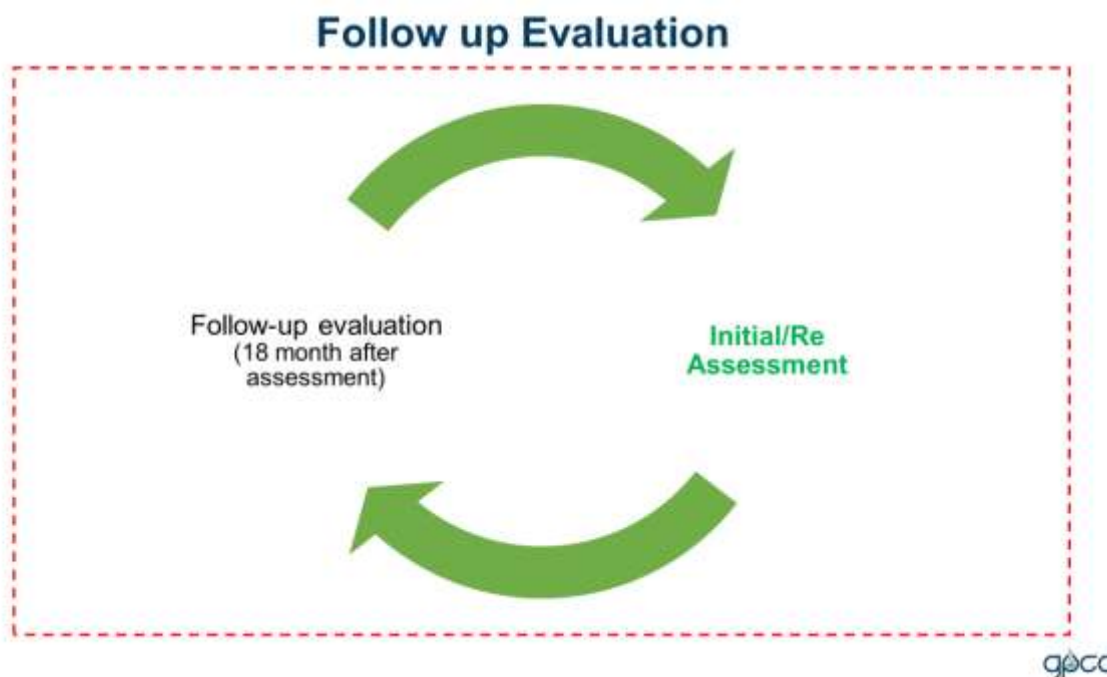 Follow up Evaluation
Follow-up evaluation
(18 month after
assessment)
Initial/Re
Assessment